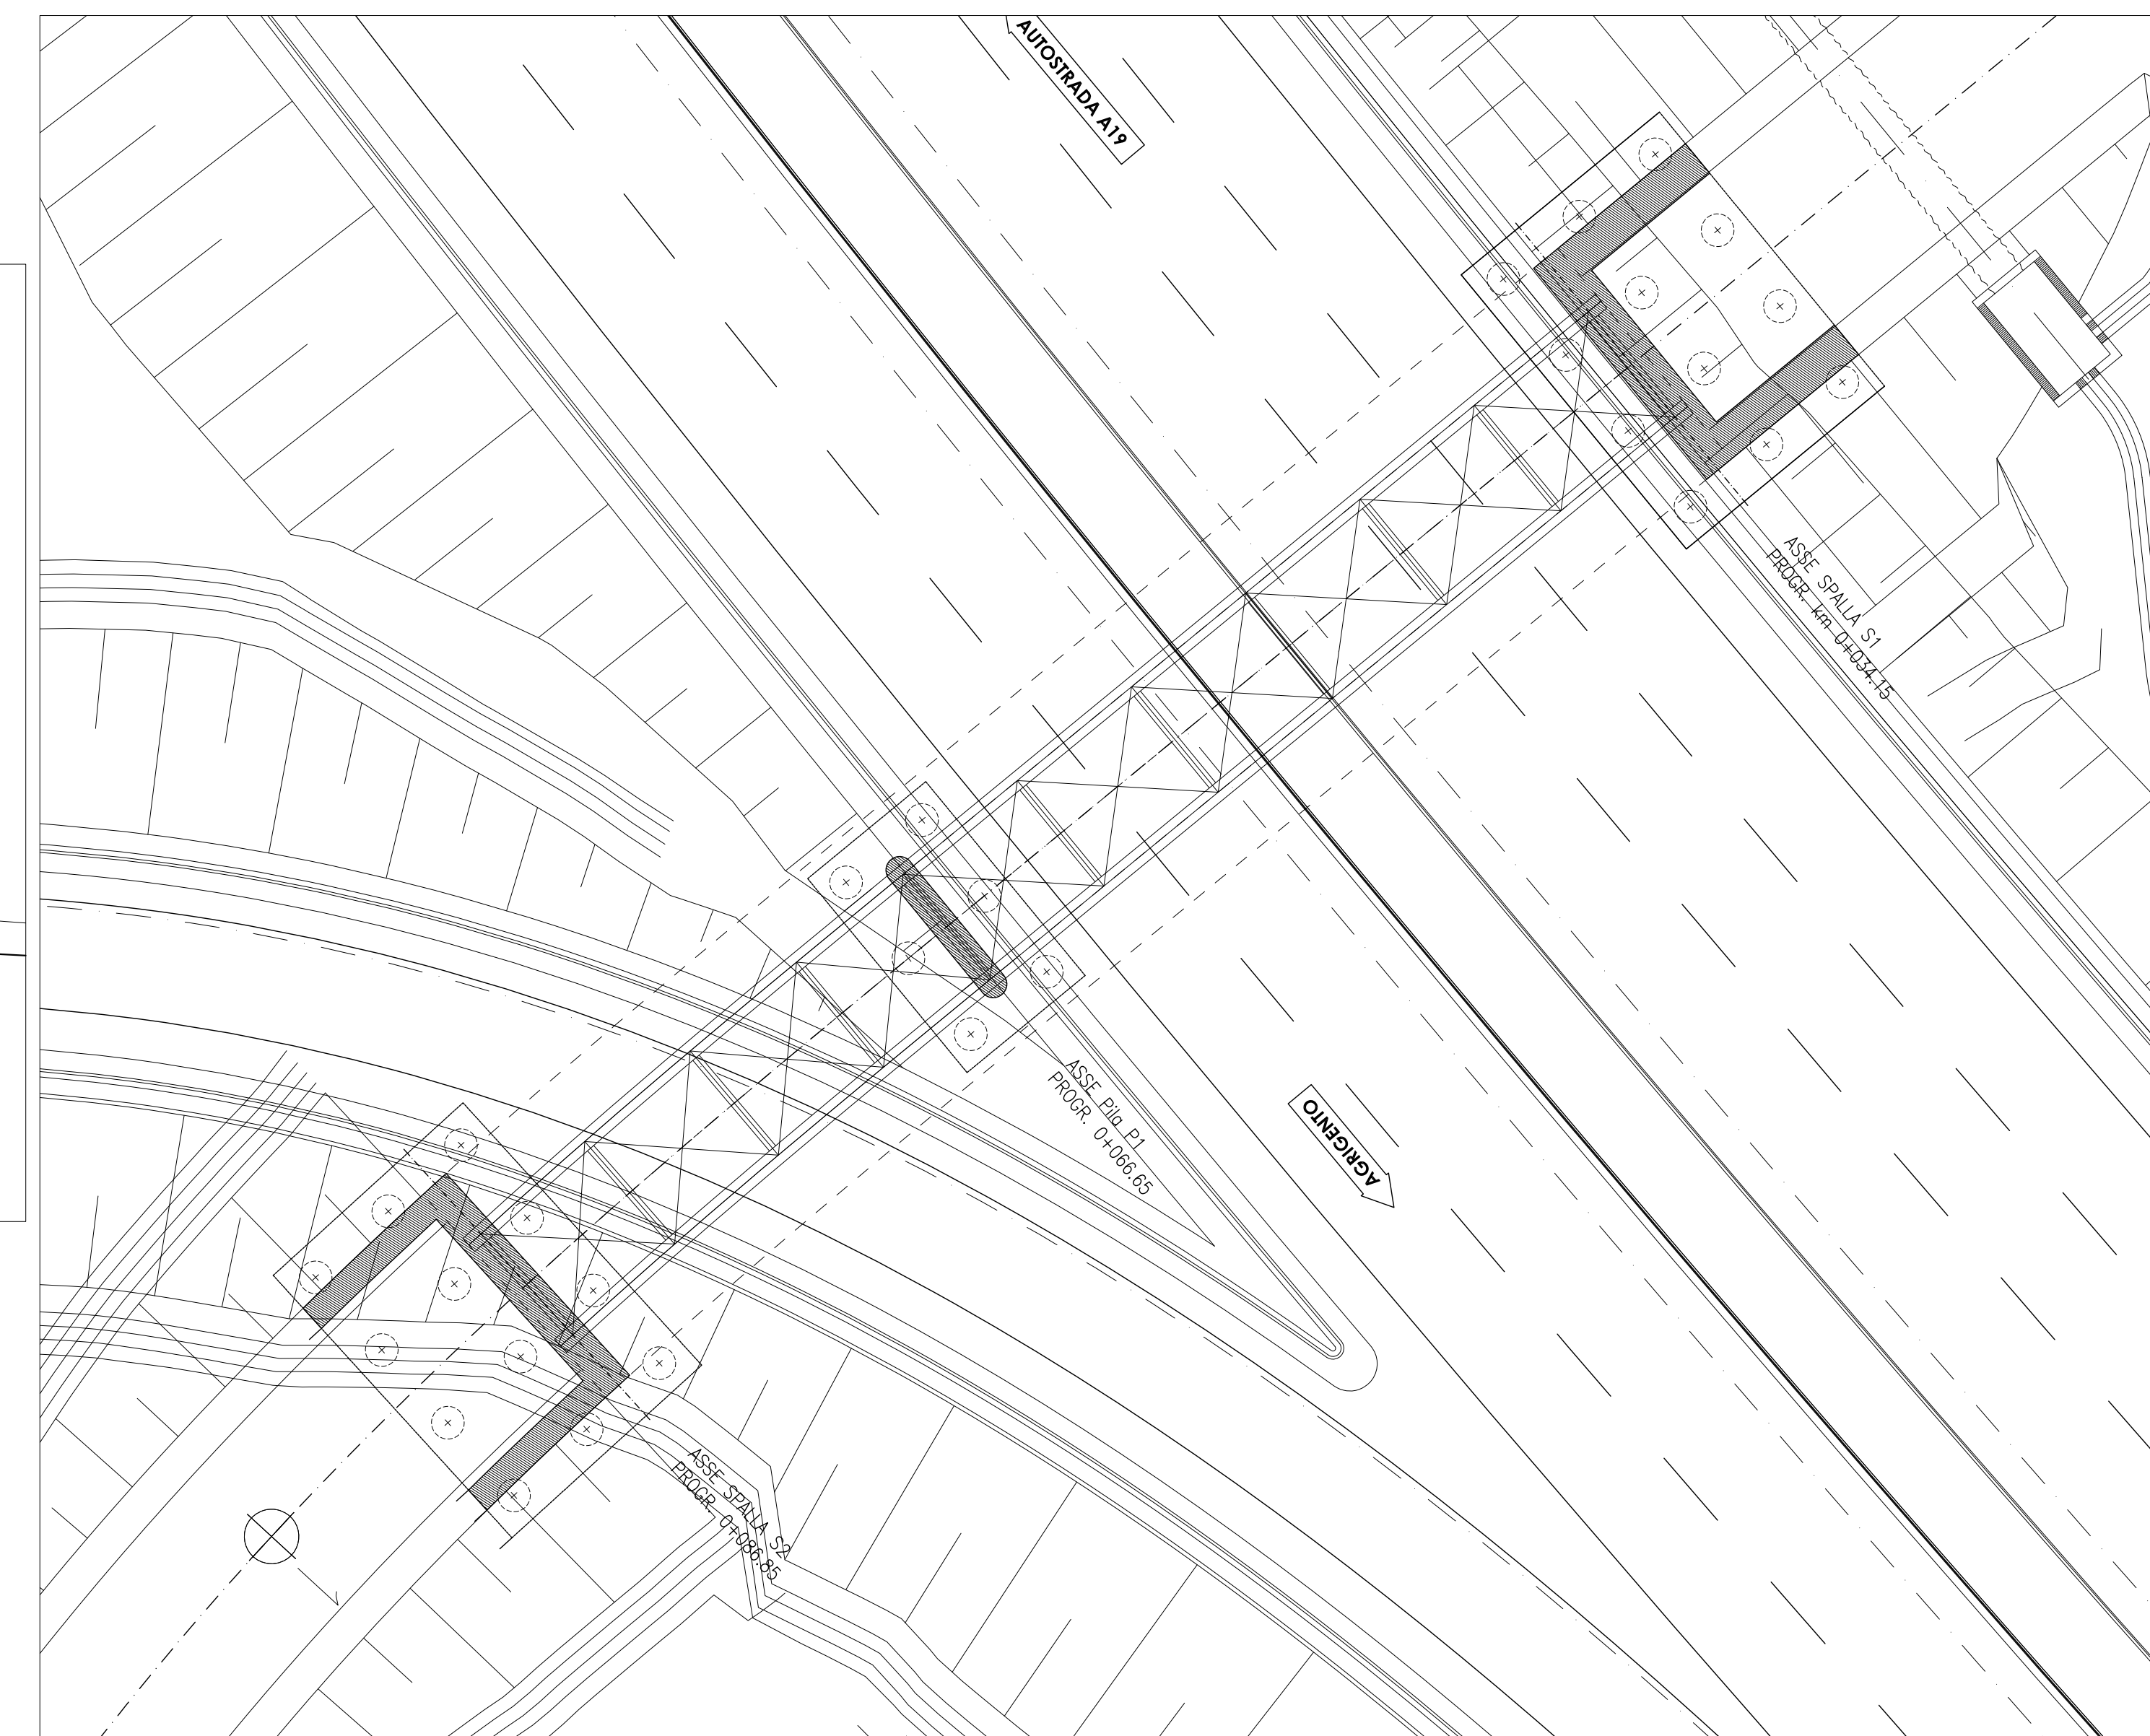 AUTOSTRADA A19
ASSE SPALLA S1
PROGR. km 0+034.15
ASSE Pila P1
PROGR. 0+066.65
AGRIGENTO
ASSE SPALLA S2
PROGR. 0+086.85